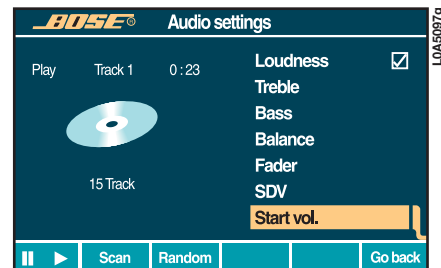 BOSE® Audio settings
Play Track 1 0 : 23
15 Track
Loudness
Treble
Bass
Balance
Fader
SDV
Start vol.
Scan Random Go back
L0A5097g